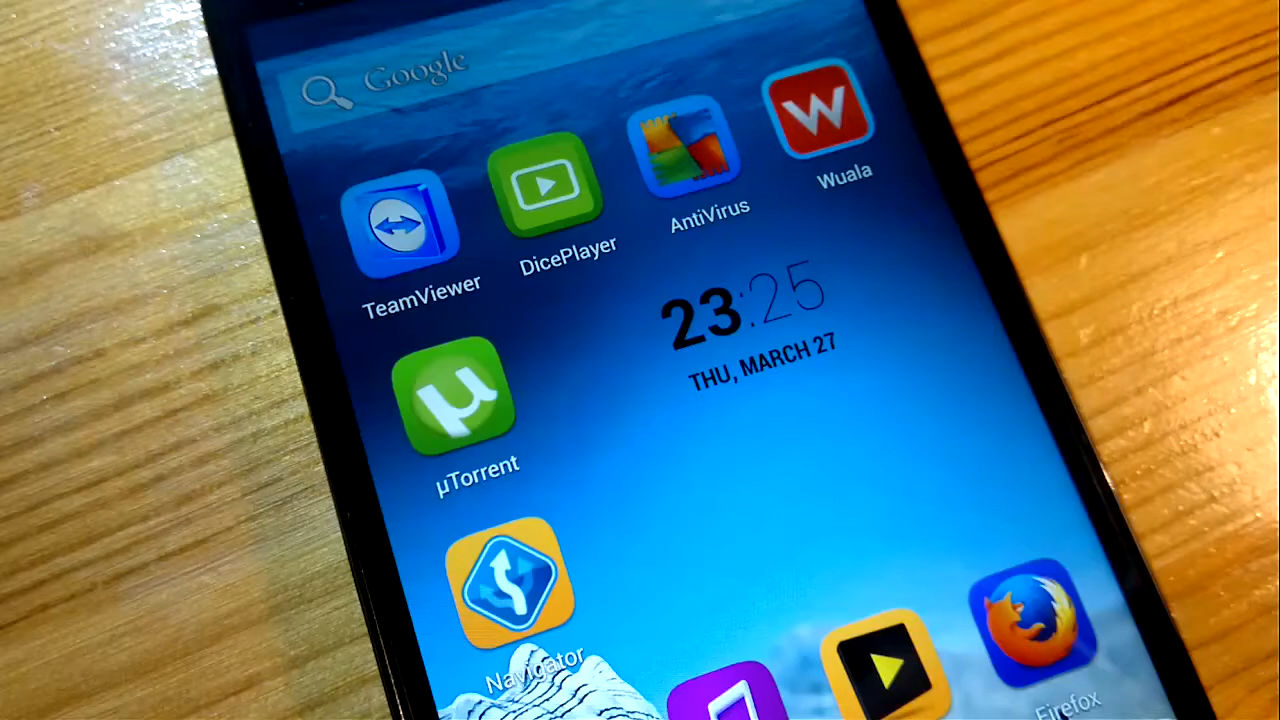 Google
TeamViewer
DicePlayer
AntiVirus
W
Wuala
23:25
THU, MARCH 27
µ
µTorrent
Navigator
Firefox